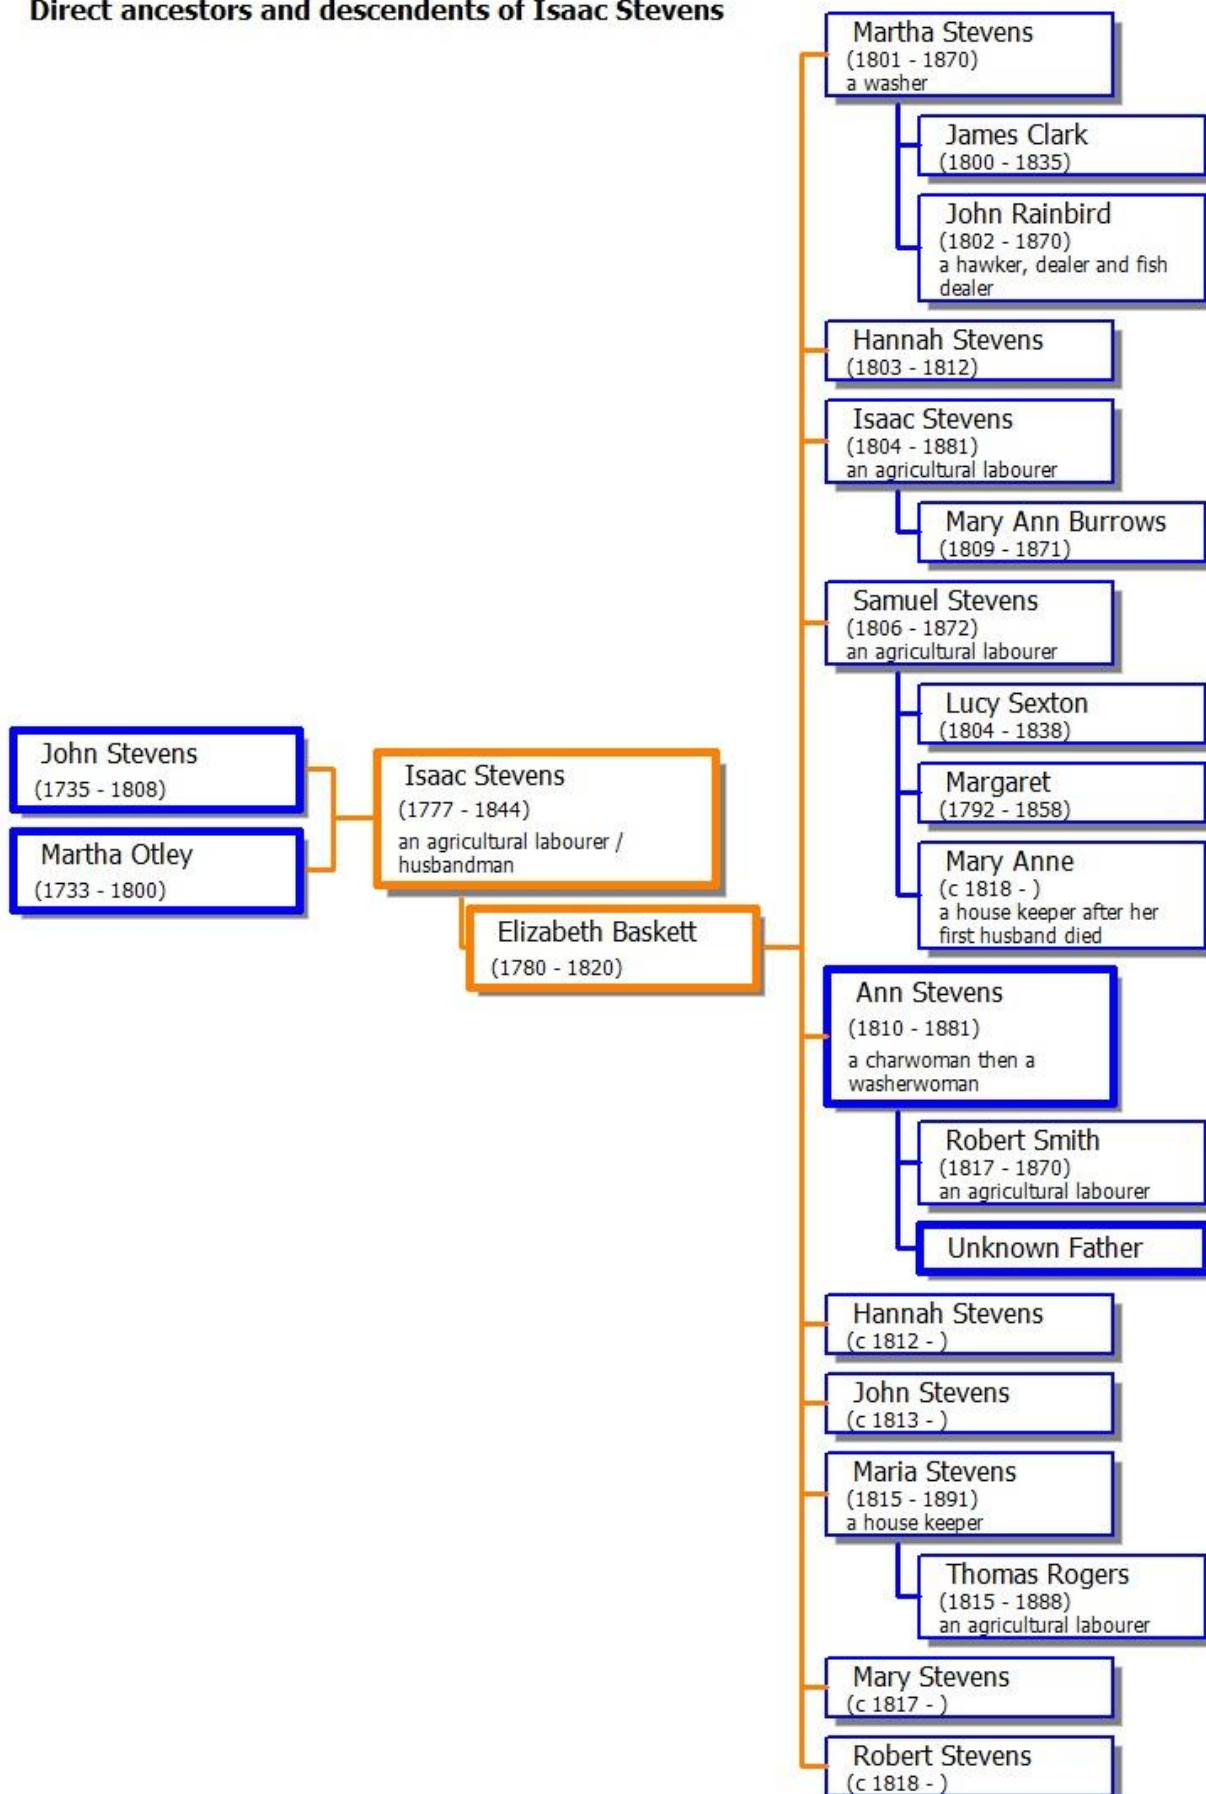 Direct ancestors and descendents of Isaac Stevens
John Stevens
(1735 - 1808)
Martha Otley
(1733 - 1800)
Isaac Stevens
(1777 - 1844)
an agricultural labourer /
husbandman
Elizabeth Baskett
(1780 - 1820)
Martha Stevens
(1801 - 1870)
a washer
James Clark
(1800 - 1835)
John Rainbird
(1802 - 1870)
a hawker, dealer and fish
dealer
Hannah Stevens
(1803 - 1812)
Isaac Stevens
(1804 - 1881)
an agricultural labourer
Mary Ann Burrows
(1809 - 1871)
Samuel Stevens
(1806 - 1872)
an agricultural labourer
Lucy Sexton
(1804 - 1838)
Margaret
(1792 - 1858)
Mary Anne
(c 1818 - )
a house keeper after her
first husband died
Ann Stevens
(1810 - 1881)
a charwoman then a
washerwoman
Robert Smith
(1817 - 1870)
an agricultural labourer
Unknown Father
Hannah Stevens
(c 1812 - )
John Stevens
(c 1813 - )
Maria Stevens
(1815 - 1891)
a house keeper
Thomas Rogers
(1815 - 1888)
an agricultural labourer
Mary Stevens
(c 1817 - )
Robert Stevens
(c 1818 - )